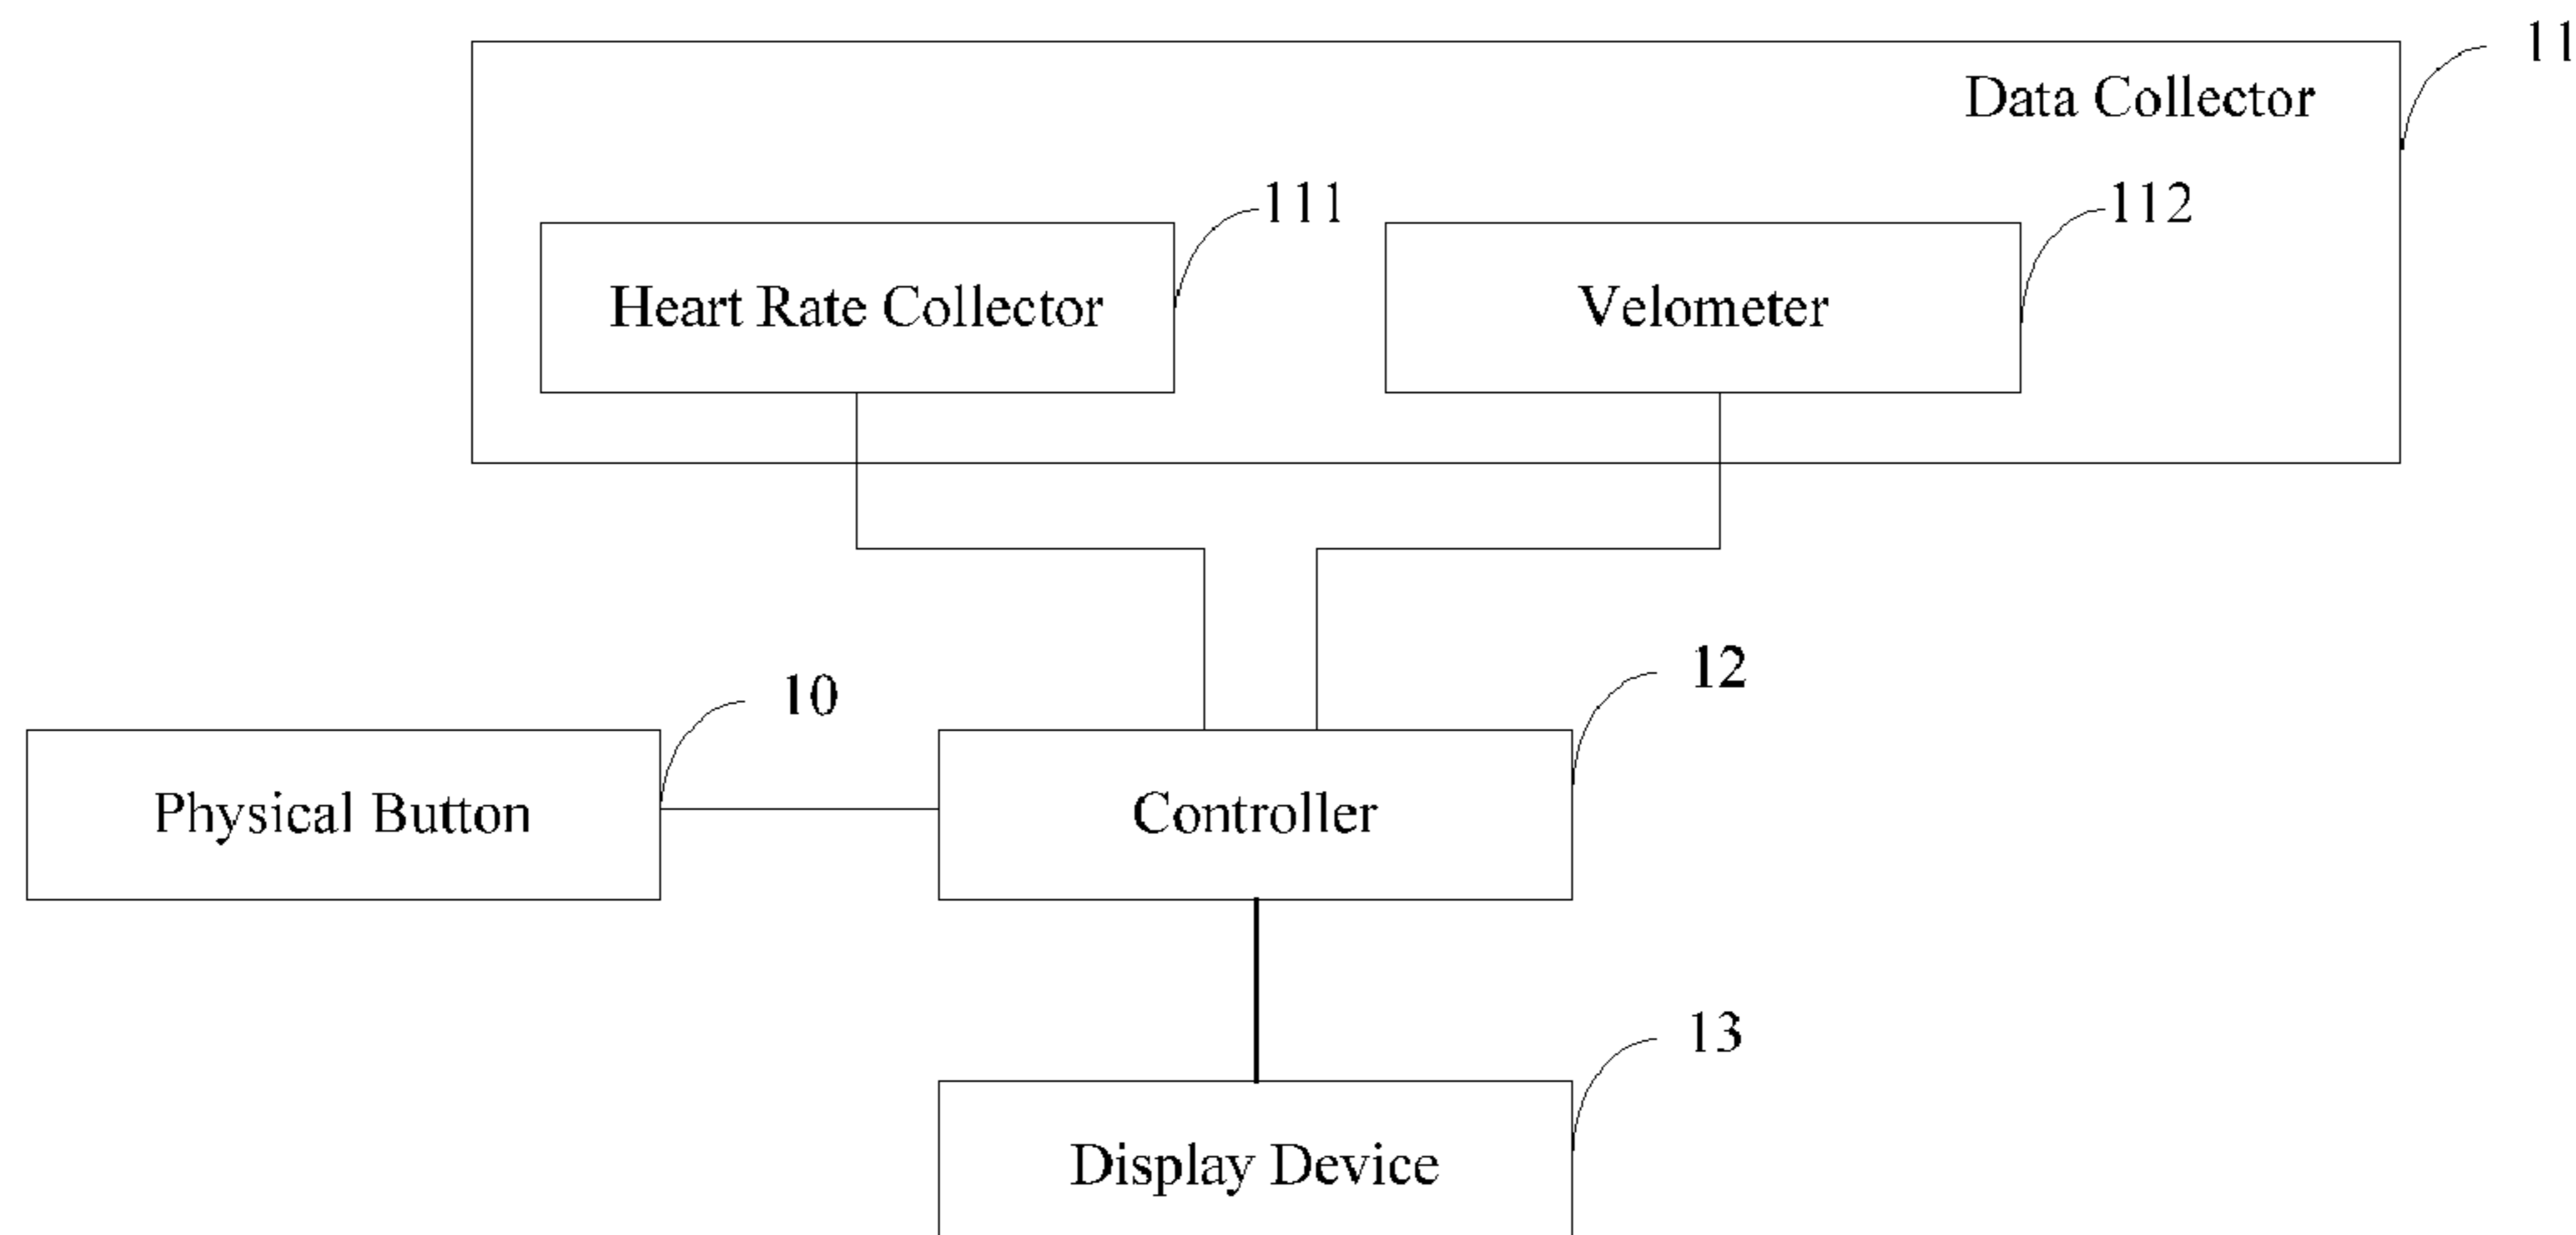 11
Data Collector
111
112
Heart Rate Collector
Velometer
12
10
Physical Button
Controller
13
Display Device